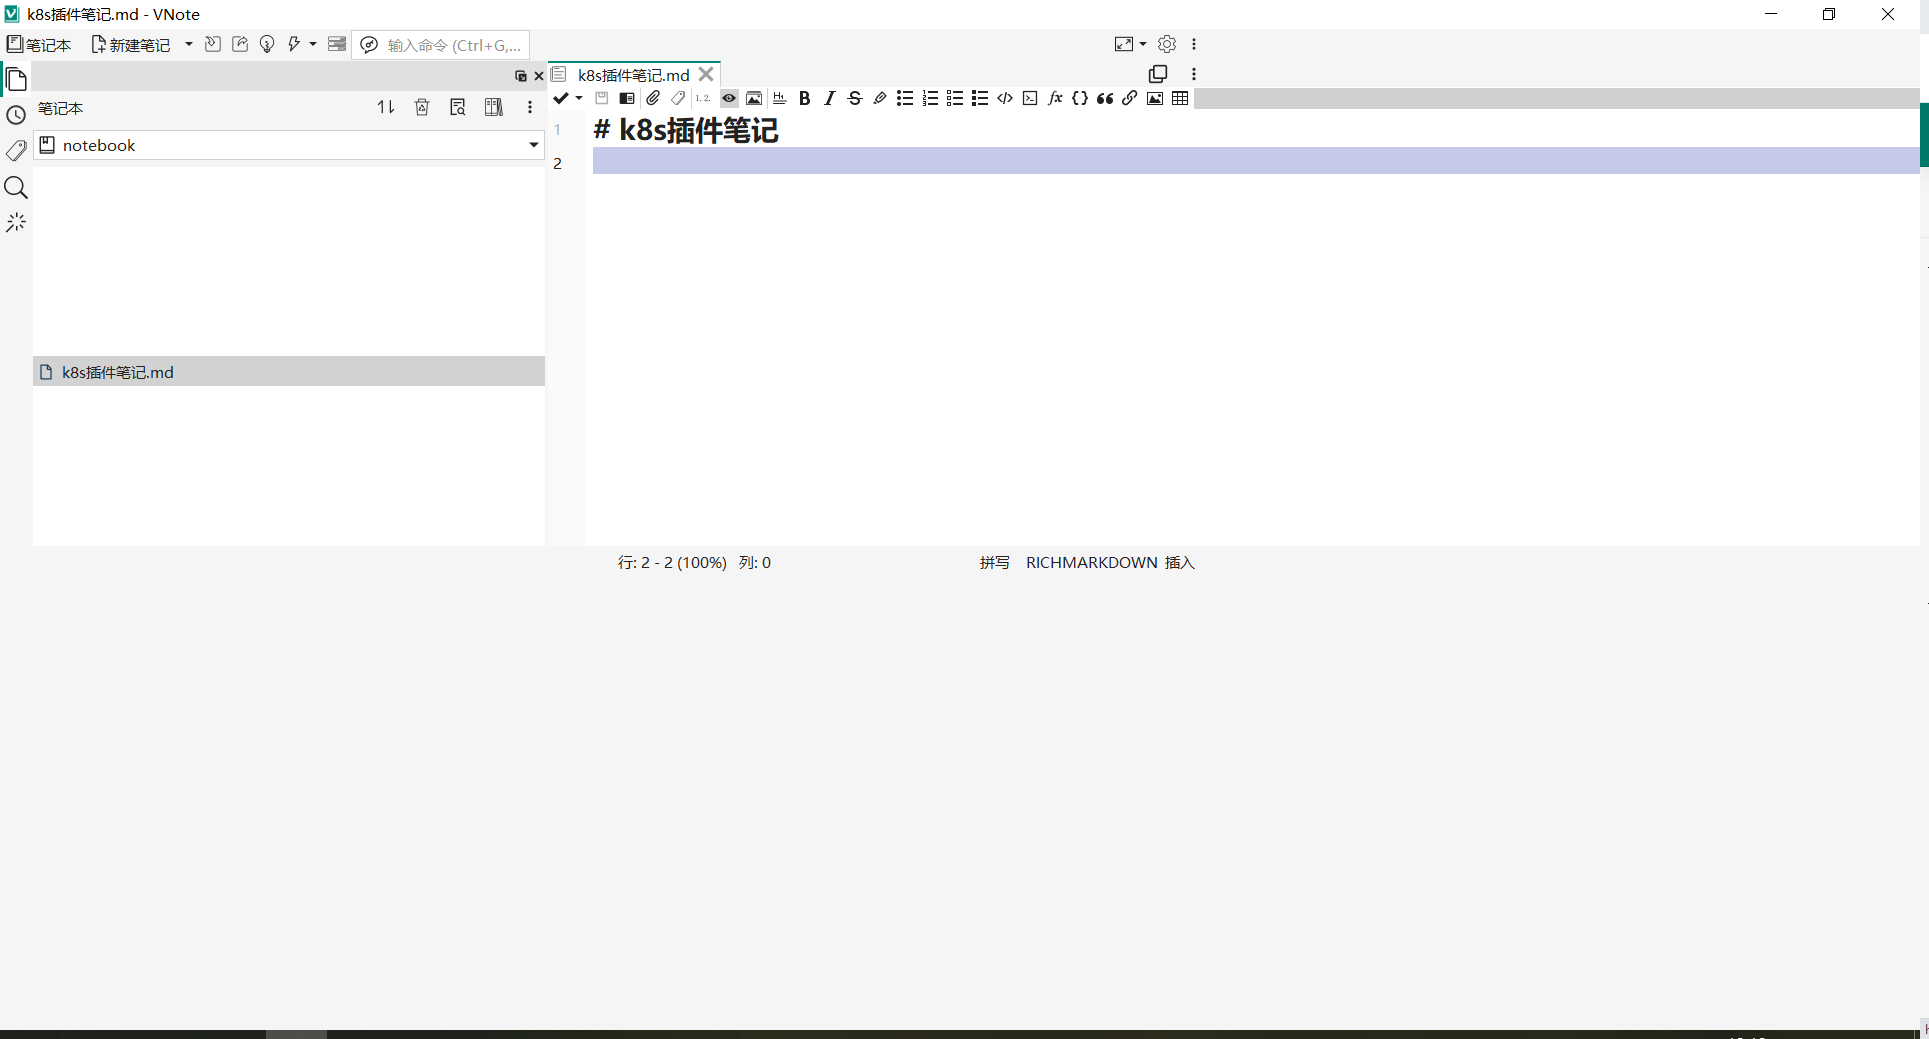 k8s插件笔记.md - VNote
笔记本 新建笔记 输入命令 (Ctrl+G,...
k8s插件笔记.md
笔记本
notebook
k8s插件笔记.md
1 # k8s插件笔记
2
行: 2 - 2 (100%) 列: 0 拼写 RICHMARKDOWN 插入